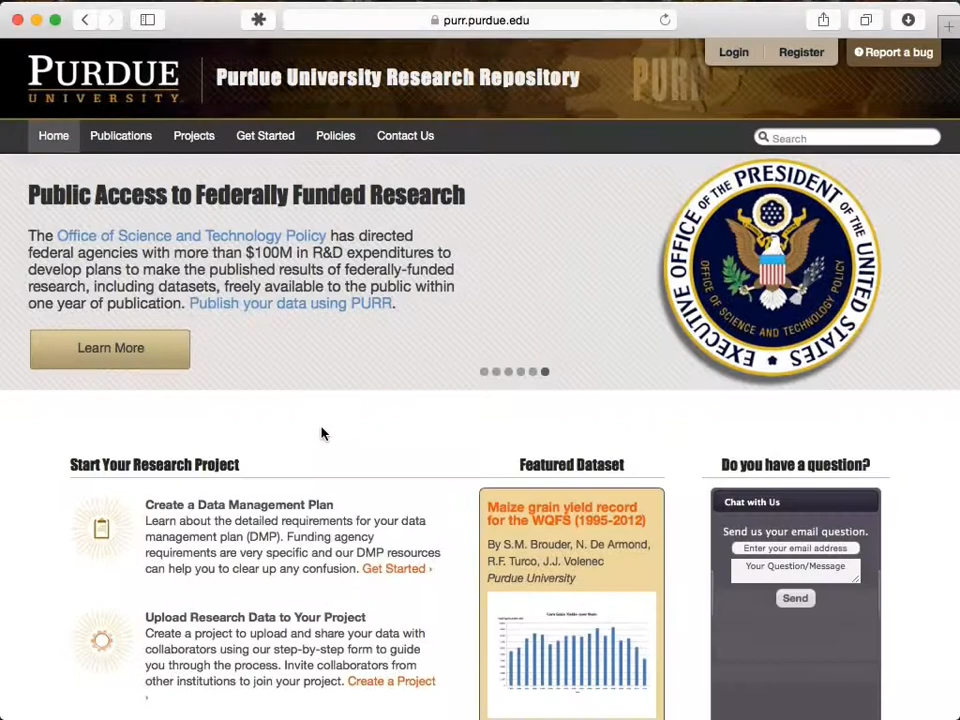 purr.purdue.edu
Login Register Report a bug
PURDUE
UNIVERSITY
Purdue University Research Repository
PURR
Home Publications Projects Get Started Policies Contact Us Search
Public Access to Federally Funded Research
The Office of Science and Technology Policy has directed
federal agencies with more than $100M in R&D expenditures to
develop plans to make the published results of federally-funded
research, including datasets, freely available to the public within
one year of publication. Publish your data using PURR.
Learn More
EXECUTIVE OFFICE OF THE PRESIDENT OF THE UNITED STATES
OFFICE OF SCIENCE AND TECHNOLOGY POLICY
Start Your Research Project
Create a Data Management Plan
Learn about the detailed requirements for your data
management plan (DMP). Funding agency
requirements are very specific and our DMP resources
can help you to clear up any confusion. Get Started ›
Upload Research Data to Your Project
Create a project to upload and share your data with
collaborators using our step-by-step form to guide
you through the process. Invite collaborators from
other institutions to join your project. Create a Project
›
Featured Dataset
Maize grain yield record
for the WQFS (1995-2012)
By S.M. Brouder, N. De Armond,
R.F. Turco, J.J. Volenec
Purdue University
Do you have a question?
Chat with Us
Send us your email question.
Enter your email address
Your Question/Message
Send